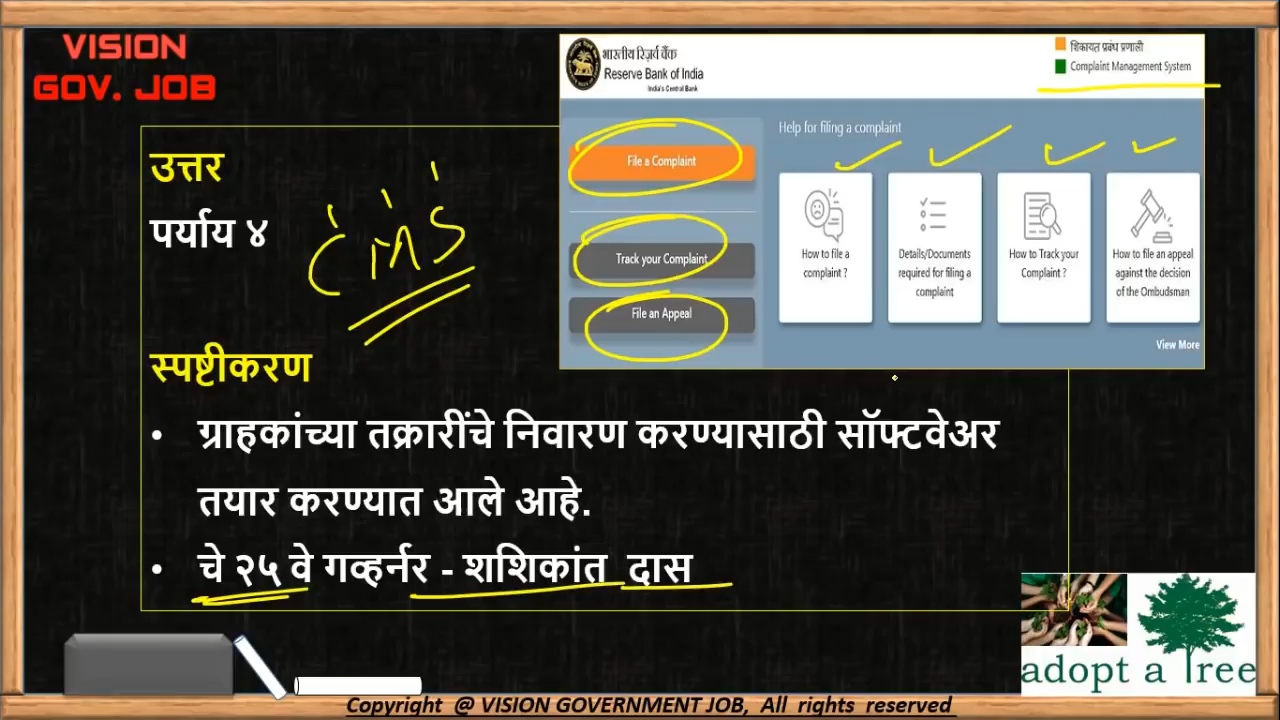 VISION
GOV. JOB
भारतीय रिज़र्व बैंक
Reserve Bank of India
India's Central Bank
शिकायत प्रबंध प्रणाली
Complaint Management System
Help for filing a complaint
File a Complaint
Track your Complaint
File an Appeal
How to file a
complaint ?
Details/Documents
required for filing a
complaint
How to Track your
Complaint ?
How to file an appeal
against the decision
of the Ombudsman
View More
उत्तर
पर्याय ४
cms
स्पष्टीकरण
• ग्राहकांच्या तक्रारींचे निवारण करण्यासाठी सॉफ्टवेअर
तयार करण्यात आले आहे.
• चे २५ वे गव्हर्नर - शशिकांत दास
adopt a Tree
Copyright @ VISION GOVERNMENT JOB, All rights reserved